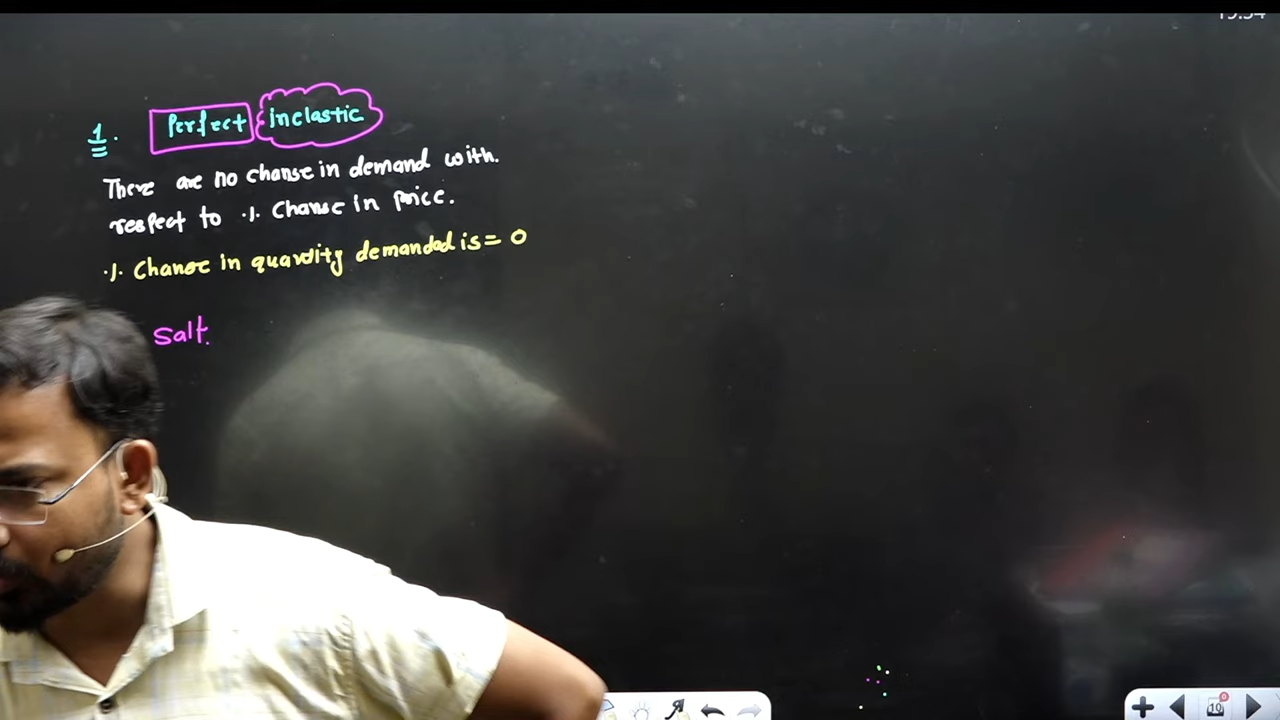 1. Perfect inelastic
There are no change in demand with.
respect to ·/. Change in price.
·/. Change in quantity demanded is = 0
Salt.
10